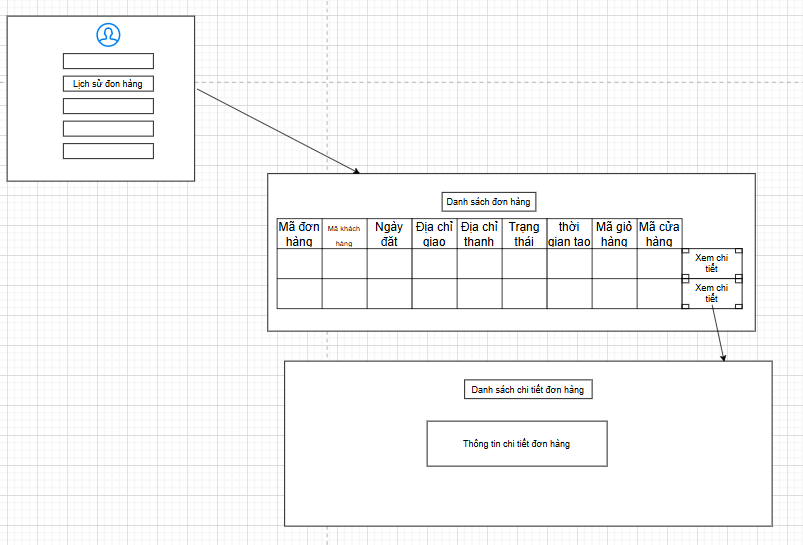 Lịch sử đơn hàng
Danh sách đơn hàng
Mã đơn hàng
Mã khách hàng
Ngày đặt
Địa chỉ giao
Địa chỉ thanh
Trạng thái
thời gian tao
Mã giỏ hàng
Mã cửa hàng
Xem chi tiết
Xem chi tiết
Danh sách chi tiết đơn hàng
Thông tin chi tiết đơn hàng